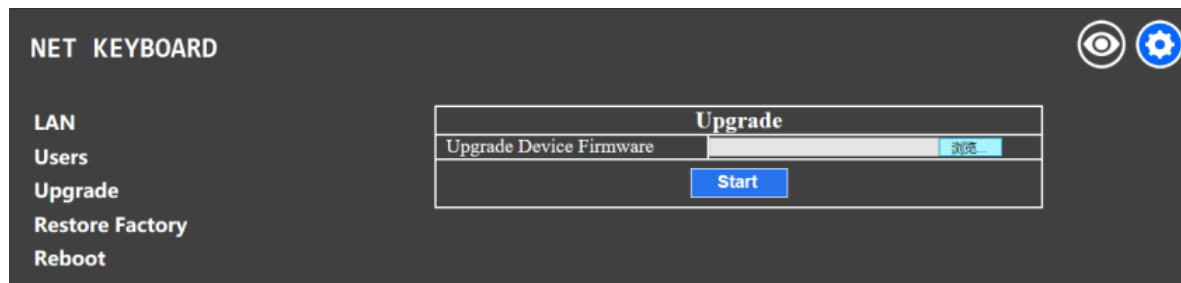 NET KEYBOARD
LAN
Users
Upgrade
Restore Factory
Reboot
Upgrade
Upgrade Device Firmware 浏览...
Start